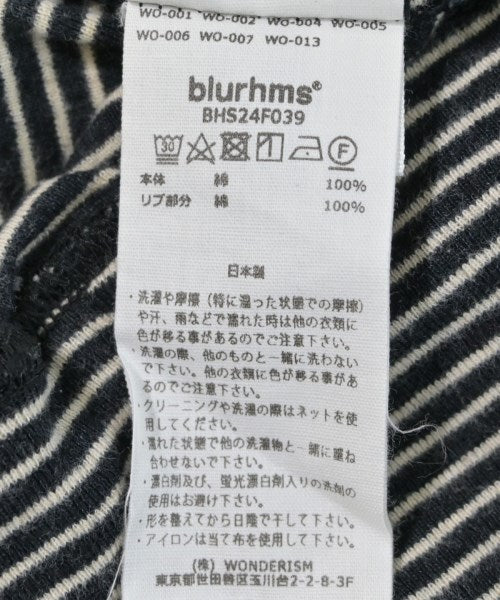 WO-001 WO-002 WO-004 WO-005
WO-006 WO-007 WO-013
blurhms®
BHS24F039
30 F
本体 綿 100%
リブ部分 綿 100%
日本製
・洗濯や摩擦（特に湿った状態での摩擦）
や汗、雨などで濡れた時は他の衣類に
色が移る事があるのでご注意下さい。
・洗濯の際、他のものと一緒に洗わない
で下さい。他の衣類に色が移る事があ
るのでご注意下さい。
・クリーニングや洗濯の際はネットを使
用してください。
・濡れた状態で他の洗濯物と一緒に重ね
合わせないで下さい。
・漂白剤及び、蛍光漂白剤入りの洗剤の
使用はお避け下さい。
・形を整えてから日陰で干して下さい。
・アイロンは当て布を使用して下さい。
(株) WONDERISM
東京都世田谷区玉川台2-2-8-3F